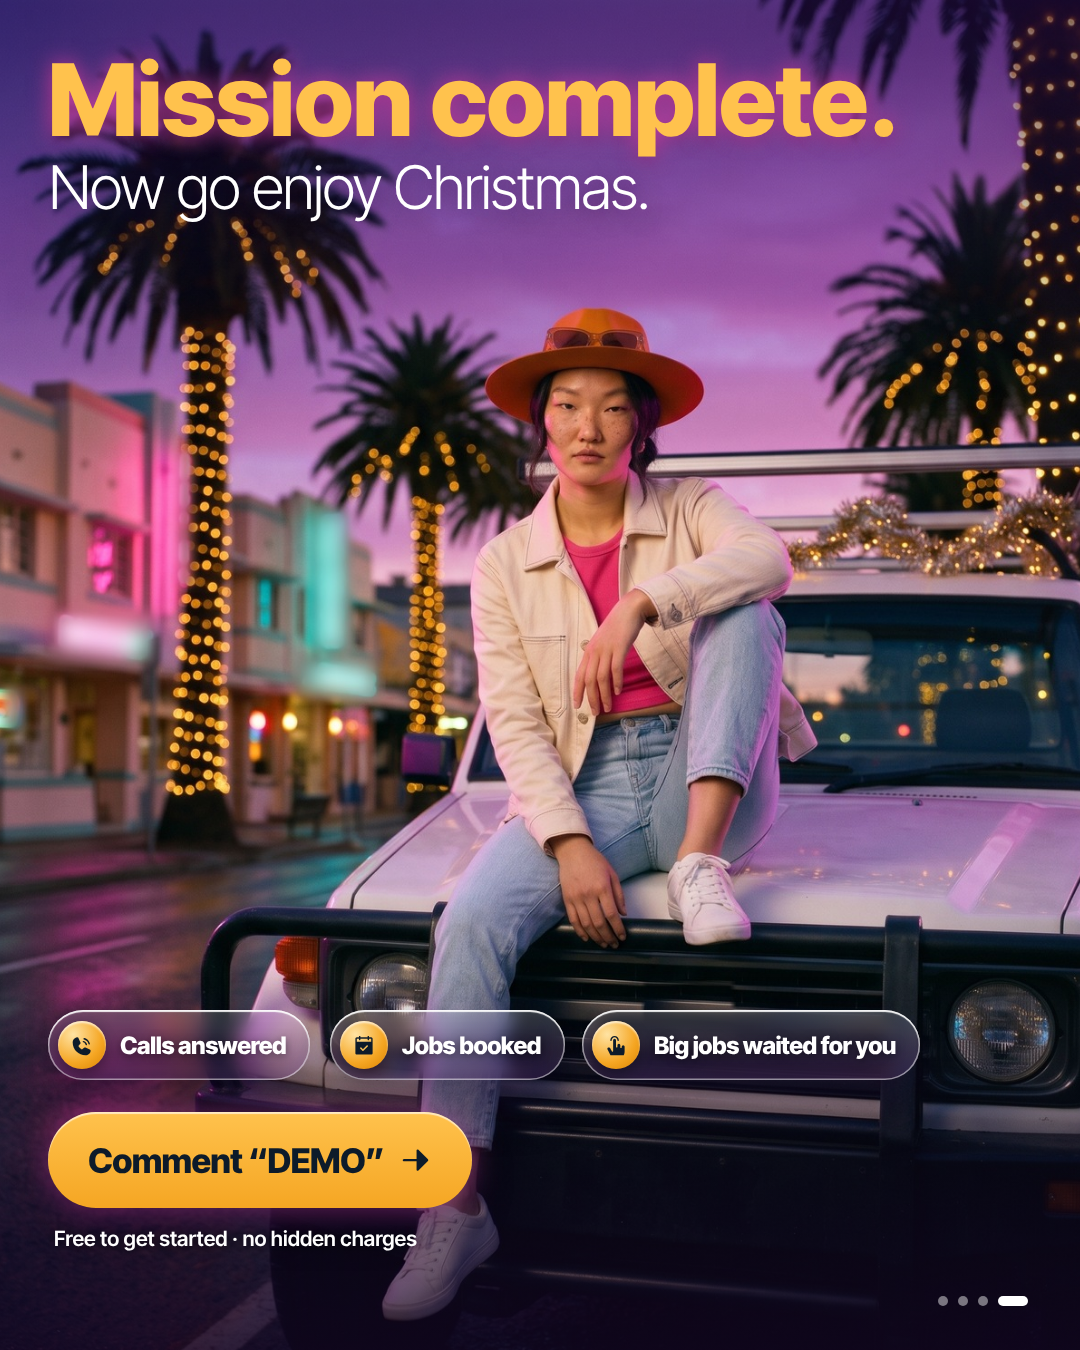 Mission complete.
Now go enjoy Christmas.
Calls answered
Jobs booked
Big jobs waited for you
Comment “DEMO” →
Free to get started · no hidden charges